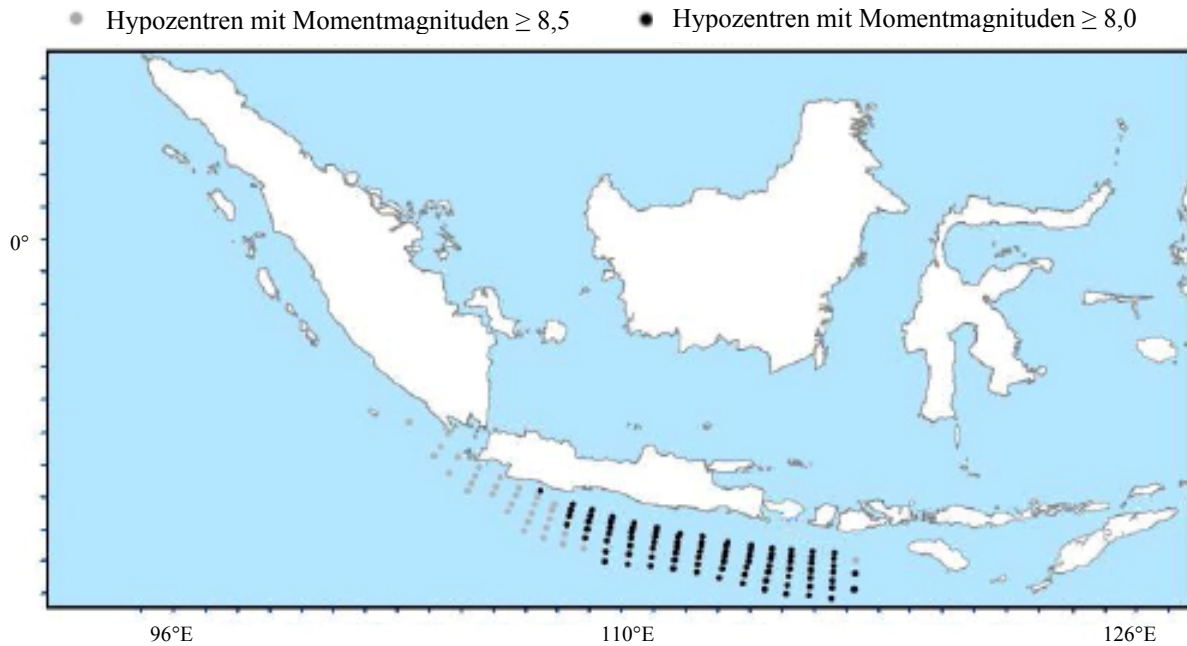 Hypozentren mit Momentmagnituden ≥ 8,5 Hypozentren mit Momentmagnituden ≥ 8,0
0°
96°E 110°E 126°E